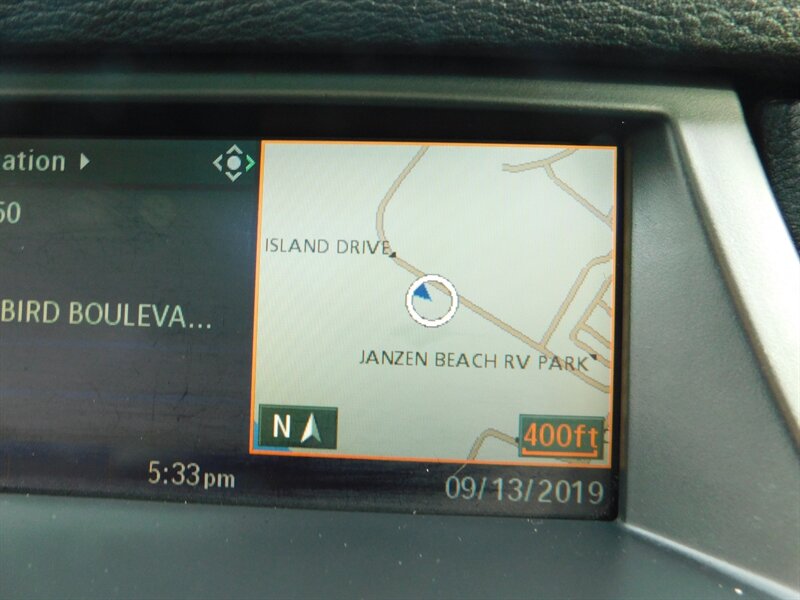 ation
50
BIRD BOULEVA...
5:33pm
ISLAND DRIVE
JANZEN BEACH RV PARK
N
400ft
09/13/2019